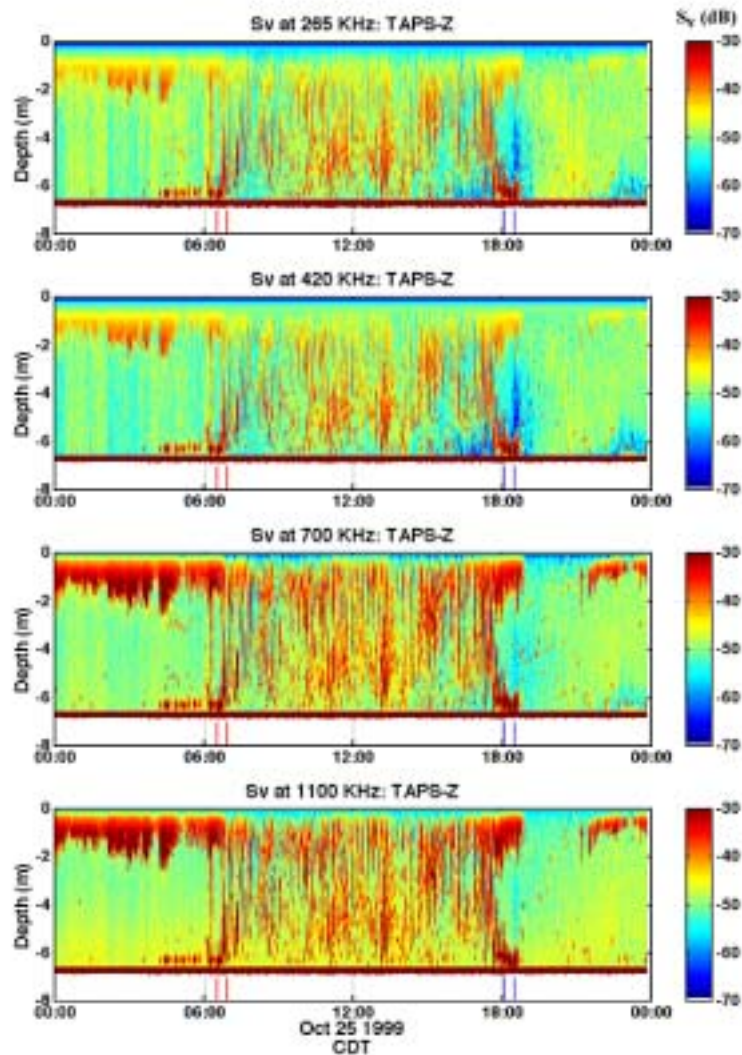 Sv at 265 KHz: TAPS-Z
Sᵥ (dB)
0
-2
-4
-6
-8
Depth (m)
00:00 06:00 12:00 18:00 00:00
-30
-40
-50
-60
-70
Sv at 420 KHz: TAPS-Z
0
-2
-4
-6
-8
Depth (m)
00:00 06:00 12:00 18:00 00:00
-30
-40
-50
-60
-70
Sv at 700 KHz: TAPS-Z
0
-2
-4
-6
-8
Depth (m)
00:00 06:00 12:00 18:00 00:00
-30
-40
-50
-60
-70
Sv at 1100 KHz: TAPS-Z
0
-2
-4
-6
-8
Depth (m)
00:00 06:00 12:00 18:00 00:00
-30
-40
-50
-60
-70
Oct 25 1999
CDT